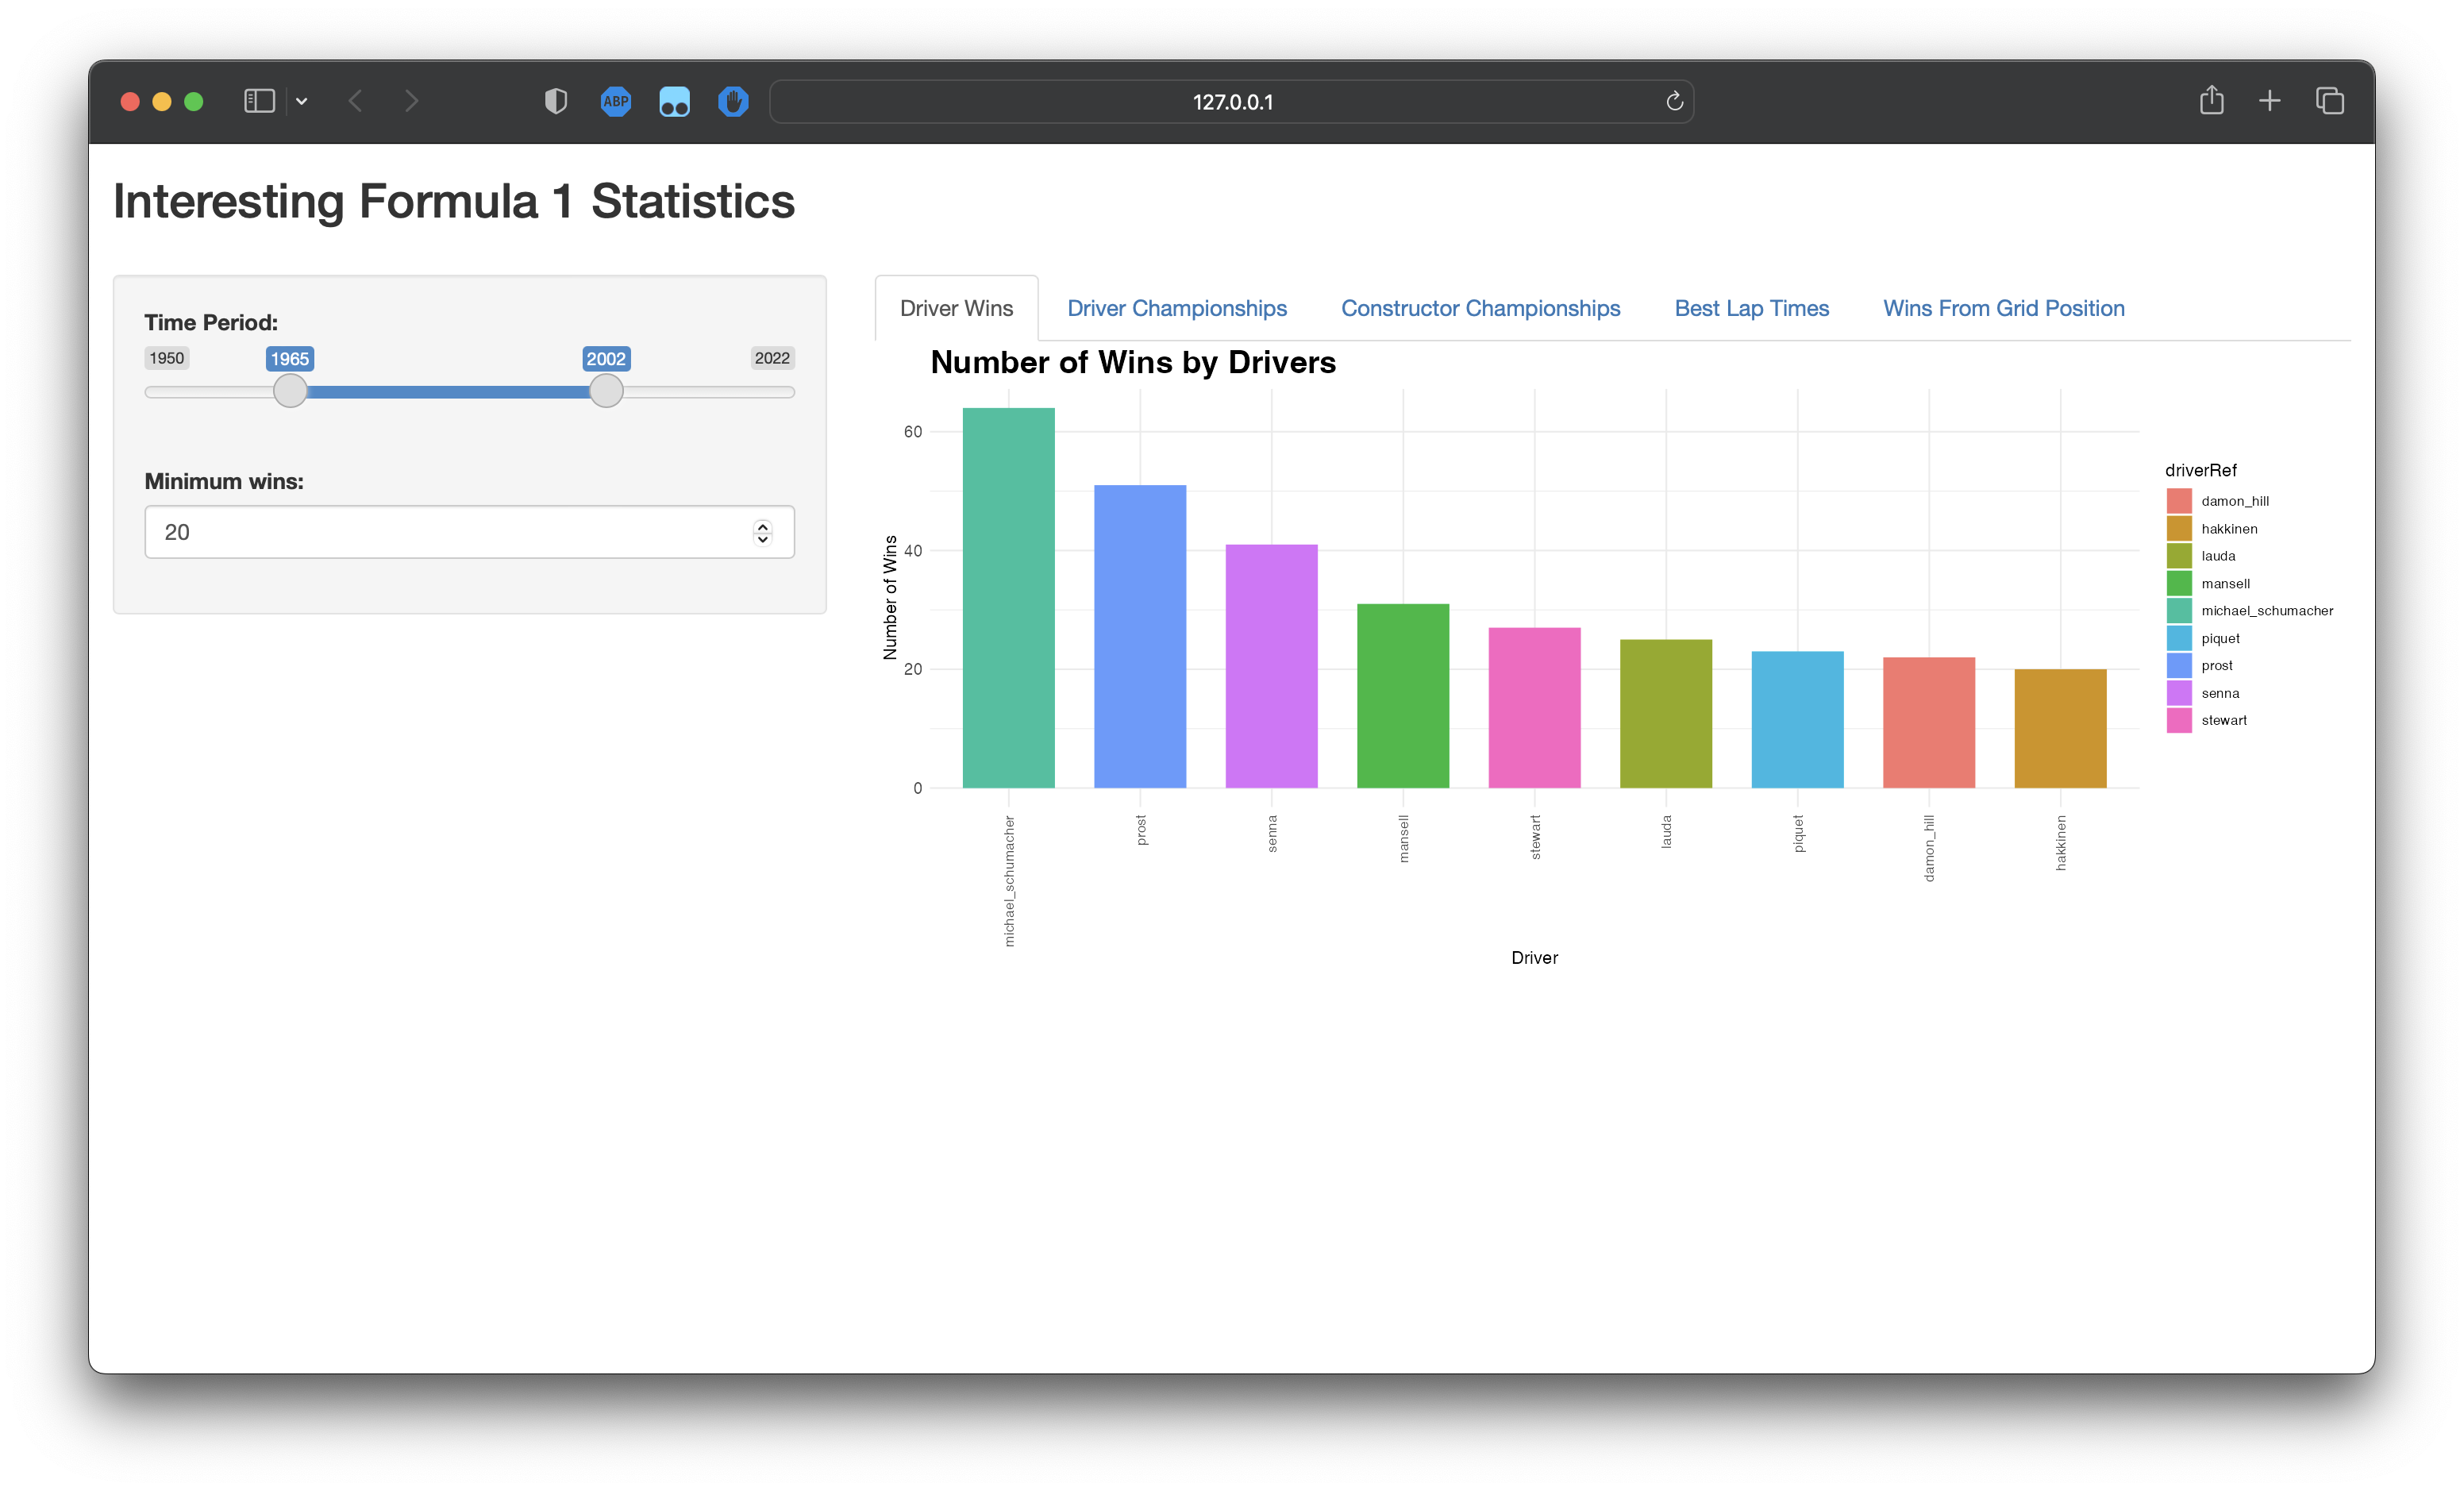 ABP
127.0.0.1
Interesting Formula 1 Statistics
Time Period:
1950 1965 2002 2022
Minimum wins:
20
Driver Wins Driver Championships Constructor Championships Best Lap Times Wins From Grid Position
Number of Wins by Drivers
Number of Wins
60
40
20
0
michael_schumacher
prost
senna
mansell
stewart
lauda
piquet
damon_hill
hakkinen
Driver
driverRef
damon_hill
hakkinen
lauda
mansell
michael_schumacher
piquet
prost
senna
stewart